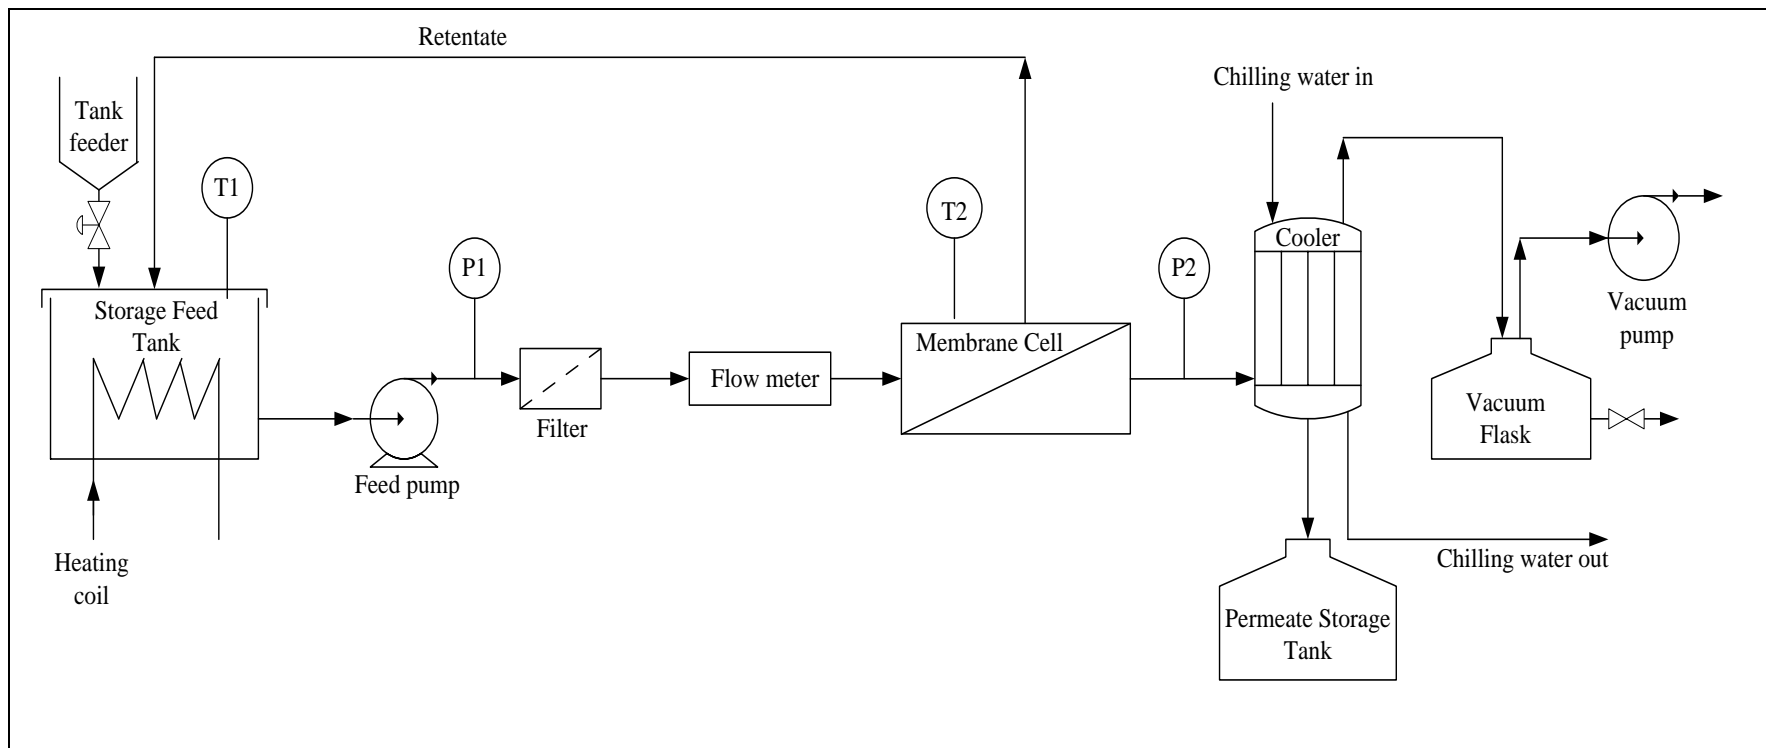 Retentate
Chilling water in
Tank
feeder
T1
T2
Cooler
P1
P2
Storage Feed
Tank
Vacuum
pump
Membrane Cell
Flow meter
Vacuum
Flask
Filter
Feed pump
Heating
coil
Chilling water out
Permeate Storage
Tank